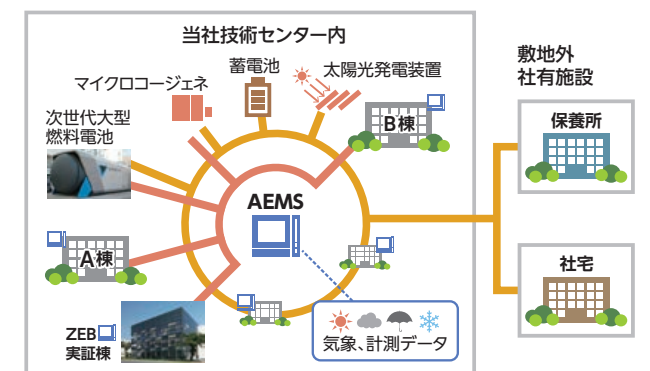 当社技術センター内
蓄電池
太陽光発電装置
マイクロコージェネ
次世代大型
燃料電池
B棟
敷地外
社有施設
保養所
AEMS
A棟
社宅
ZEB
実証棟
気象、計測データ